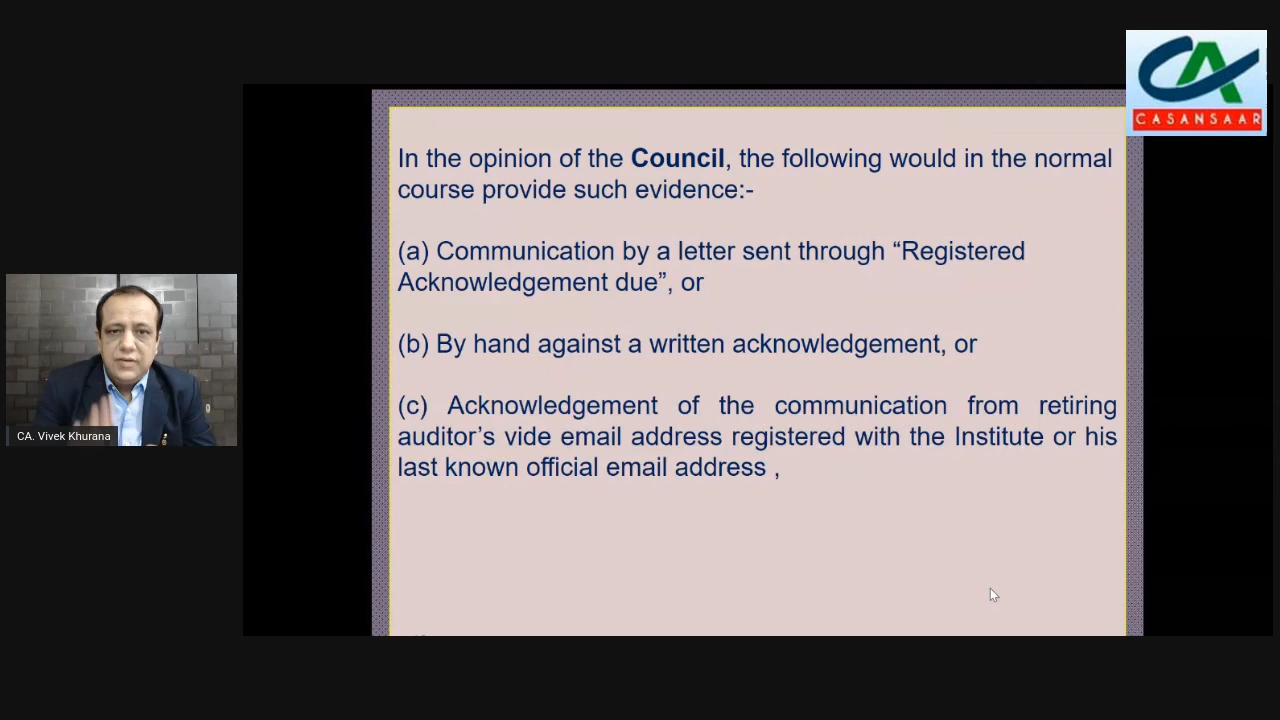 CASANSAAR
In the opinion of the Council, the following would in the normal
course provide such evidence:-
(a) Communication by a letter sent through “Registered
Acknowledgement due”, or
(b) By hand against a written acknowledgement, or
(c) Acknowledgement of the communication from retiring
auditor’s vide email address registered with the Institute or his
last known official email address ,
CA. Vivek Khurana